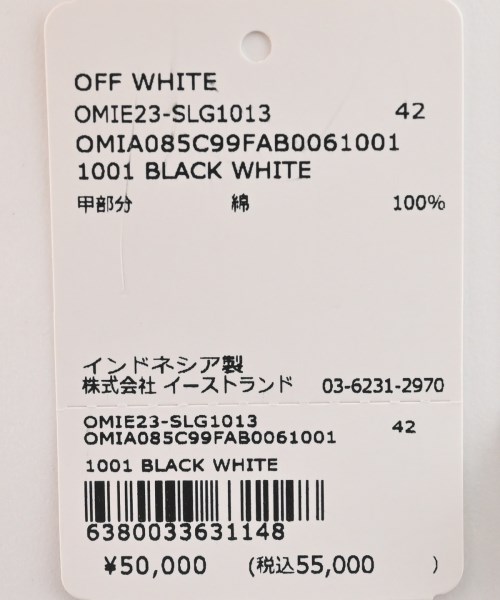 OFF WHITE
OMIE23-SLG1013 42
OMIA085C99FAB0061001
1001 BLACK WHITE
甲部分 綿 100%
インドネシア製
株式会社 イーストランド 03-6231-2970
OMIE23-SLG1013 42
OMIA085C99FAB0061001
1001 BLACK WHITE
6380033631148
¥50,000 (税込55,000 )